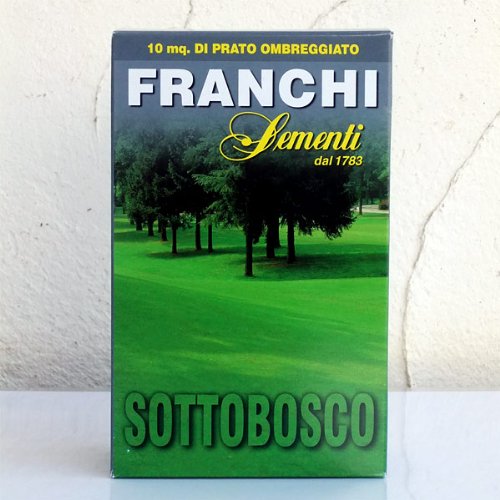 10 mq. DI PRATO OMBREGGIATO
FRANCHI
Sementi
dal 1783
SOTTOBOSCO